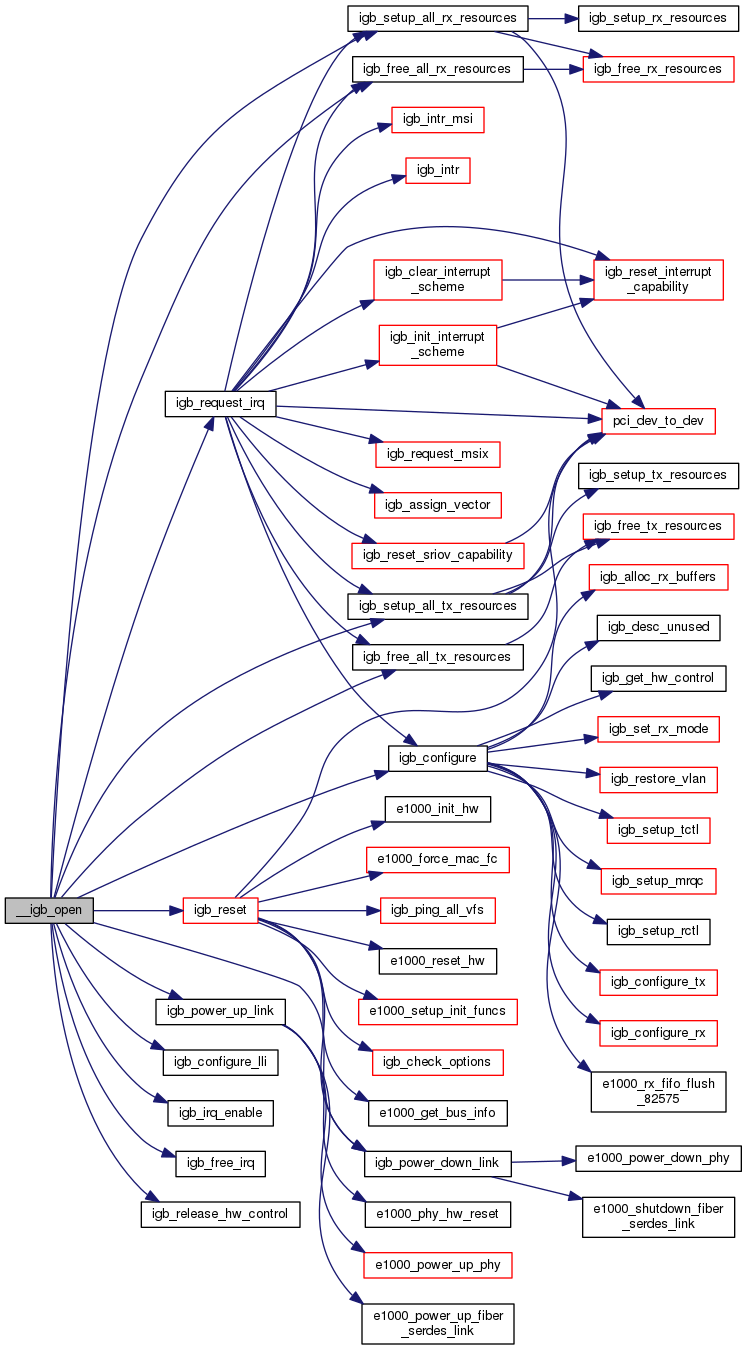 igb_setup_all_rx_resources
igb_setup_rx_resources
igb_free_all_rx_resources
igb_free_rx_resources
igb_intr_msi
igb_intr
igb_clear_interrupt
_scheme
igb_reset_interrupt
_capability
igb_init_interrupt
_scheme
igb_request_irq
pci_dev_to_dev
igb_request_msix
igb_setup_tx_resources
igb_assign_vector
igb_free_tx_resources
igb_reset_sriov_capability
igb_alloc_rx_buffers
igb_setup_all_tx_resources
igb_desc_unused
igb_free_all_tx_resources
igb_get_hw_control
igb_set_rx_mode
igb_configure
igb_restore_vlan
e1000_init_hw
igb_setup_tctl
e1000_force_mac_fc
igb_setup_mrqc
__igb_open
igb_reset
igb_ping_all_vfs
igb_setup_rctl
e1000_reset_hw
igb_configure_tx
igb_power_up_link
e1000_setup_init_funcs
igb_configure_rx
igb_configure_lli
igb_check_options
e1000_rx_fifo_flush
_82575
igb_irq_enable
e1000_get_bus_info
igb_free_irq
igb_power_down_link
e1000_power_down_phy
igb_release_hw_control
e1000_phy_hw_reset
e1000_shutdown_fiber
_serdes_link
e1000_power_up_phy
e1000_power_up_fiber
_serdes_link